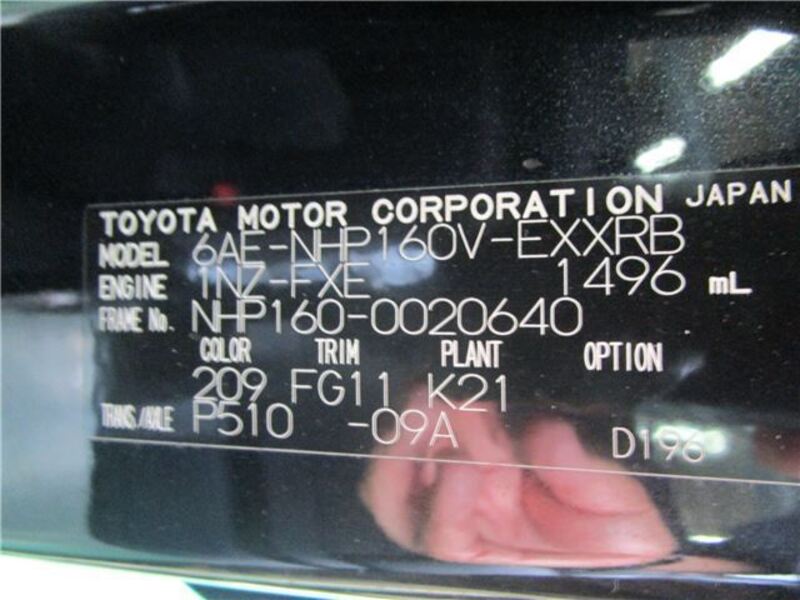 TOYOTA MOTOR CORPORATION JAPAN
MODEL 6AE-NHP160V-EXXRB
ENGINE 1NZ-FXE 1496 mL
FRAME No. NHP160-0020640
COLOR TRIM PLANT OPTION
209 FG11 K21
TRANS./AXLE P510 -09A D196